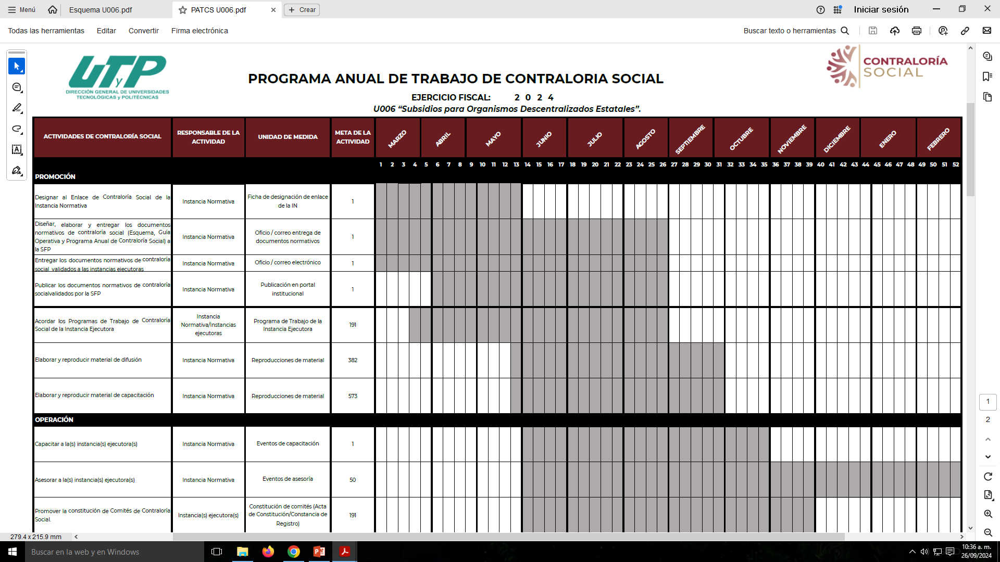 Menú
Esquema U006.pdf
PATCS U006.pdf
Crear
Iniciar sesión
Todas las herramientas
Editar
Convertir
Firma electrónica
Buscar texto o herramientas
UTyP
DIRECCIÓN GENERAL DE UNIVERSIDADES
TECNOLÓGICAS y POLITÉCNICAS
CONTRALORÍA
SOCIAL
PROGRAMA ANUAL DE TRABAJO DE CONTRALORIA SOCIAL
EJERCICIO FISCAL: 2 0 2 4
U006 “Subsidios para Organismos Descentralizados Estatales”.
ACTIVIDADES DE CONTRALORÍA SOCIAL
RESPONSABLE DE LA
ACTIVIDAD
UNIDAD DE MEDIDA
META DE LA
ACTIVIDAD
MARZO
ABRIL
MAYO
JUNIO
JULIO
AGOSTO
SEPTIEMBRE
OCTUBRE
NOVIEMBRE
DICIEMBRE
ENERO
FEBRERO
1 2 3 4 5 6 7 8 9 10 11 12 13 14 15 16 17 18 19 20 21 22 23 24 25 26 27 28 29 30 31 32 33 34 35 36 37 38 39 40 41 42 43 44 45 46 47 48 49 50 51 52
PROMOCIÓN
Designar al Enlace de Contraloría Social de la
Instancia Normativa
Instancia Normativa
Ficha de designación de enlace
de la IN
1
Diseñar, elaborar y entregar los documentos
normativos de contraloría social (Esquema, Guía
Operativa y Programa Anual de Contraloría Social) a
la SFP
Instancia Normativa
Oficio / correo entrega de
documentos normativos
1
Entregar los documentos normativos de contraloría
social validados a las instancias ejecutoras
Instancia Normativa
Oficio / correo electrónico
1
Publicar los documentos normativos de contraloría
socialvalidados por la SFP
Instancia Normativa
Publicación en portal
institucional
1
Acordar los Programas de Trabajo de Contraloría
Social de la Instancia Ejecutora
Instancia
Normativa/Instancias
ejecutoras
Programa de Trabajo de la
Instancia Ejecutora
191
Elaborar y reproducir material de difusión
Instancia Normativa
Reproducciones de material
382
Elaborar y reproducir material de capacitación
Instancia Normativa
Reproducciones de material
573
OPERACIÓN
Capacitar a la(s) instancia(s) ejecutora(s)
Instancia Normativa
Eventos de capacitación
1
Asesorar a la(s) instancia(s) ejecutora(s)
Instancia Normativa
Eventos de asesoría
50
Promover la constitución de Comités de Contraloría
Social.
Instancia(s) ejecutora(s)
Constitución de comités (Acta
de Constitución/Constancia de
Registro)
191
1
2
279.4 x 215.9 mm
Buscar en la web y en Windows
10:36 a. m.
26/09/2024